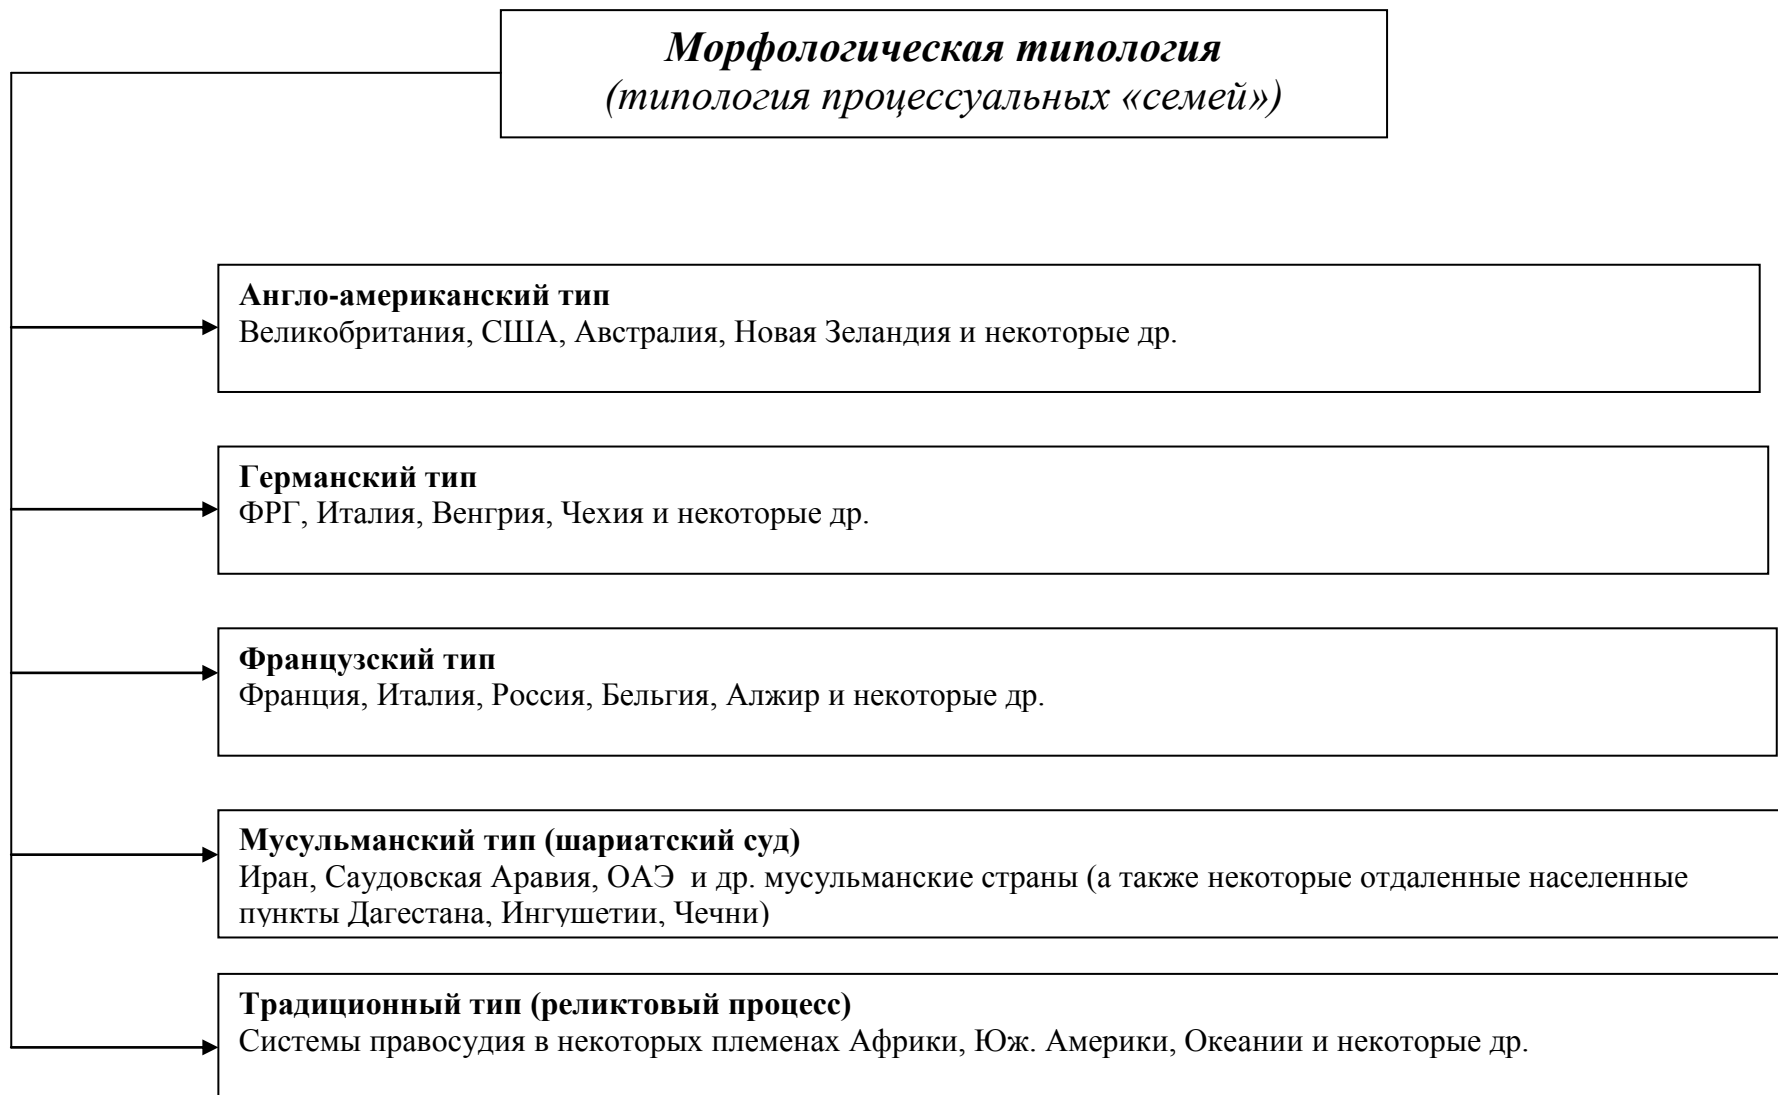 Морфологическая типология
(типология процессуальных «семей»)
Англо-американский тип
Великобритания, США, Австралия, Новая Зеландия и некоторые др.
Германский тип
ФРГ, Италия, Венгрия, Чехия и некоторые др.
Французский тип
Франция, Италия, Россия, Бельгия, Алжир и некоторые др.
Мусульманский тип (шариатский суд)
Иран, Саудовская Аравия, ОАЭ и др. мусульманские страны (а также некоторые отдаленные населенные
пункты Дагестана, Ингушетии, Чечни)
Традиционный тип (реликтовый процесс)
Системы правосудия в некоторых племенах Африки, Юж. Америки, Океании и некоторые др.